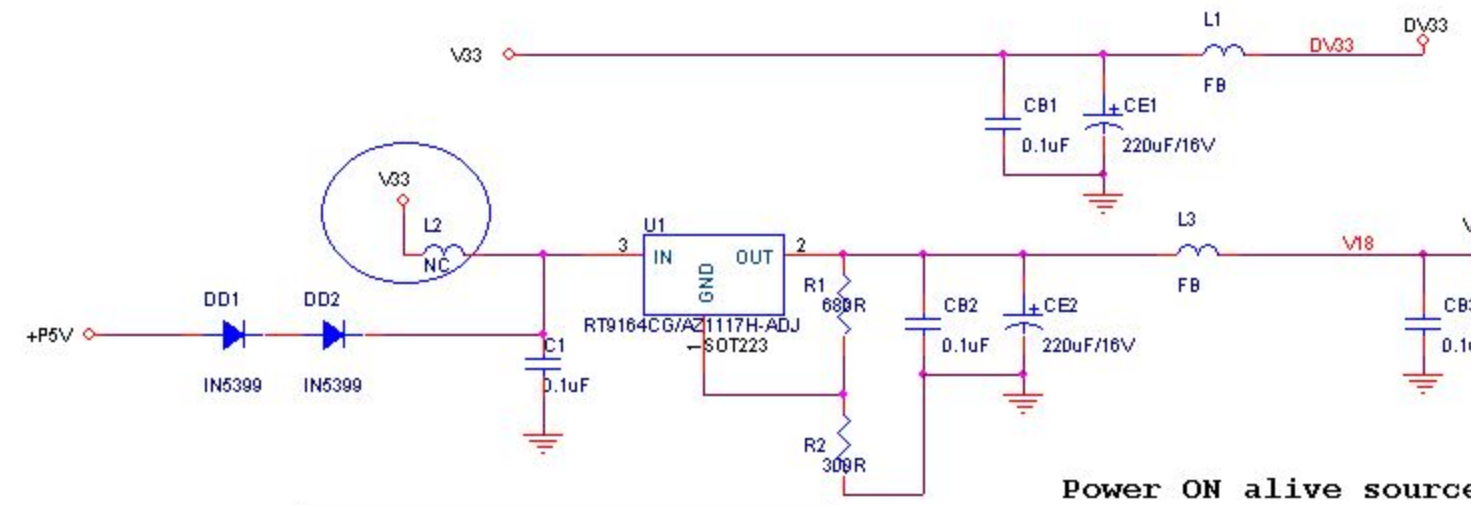 L1
DV33
V33
DV33
FB
CB1
+CE1
0.1uF
220uF/16V
V33
L2
NC
U1
3
IN
OUT
2
GND
L3
V18
FB
DD1
DD2
R1
680R
CB2
+CE2
+P5V
RT9164CG/AZ1117H-ADJ
1
SOT223
C1
0.1uF
220uF/16V
IN5399
IN5399
0.1uF
R2
300R
Power ON alive source